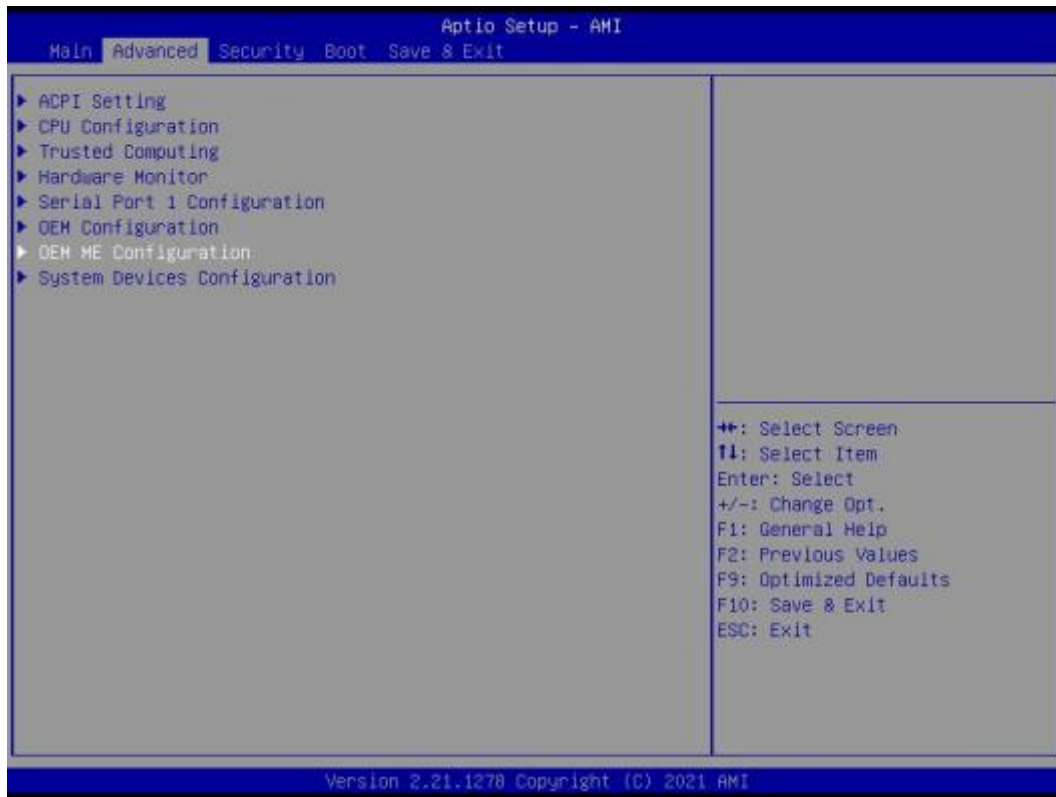 Aptio Setup - AMI
Main Advanced Security Boot Save & Exit
ACPI Setting
CPU Configuration
Trusted Computing
Hardware Monitor
Serial Port 1 Configuration
OEM Configuration
OEM ME Configuration
System Devices Configuration
→←: Select Screen
↑↓: Select Item
Enter: Select
+/-: Change Opt.
F1: General Help
F2: Previous Values
F9: Optimized Defaults
F10: Save & Exit
ESC: Exit
Version 2.21.1278 Copyright (C) 2021 AMI